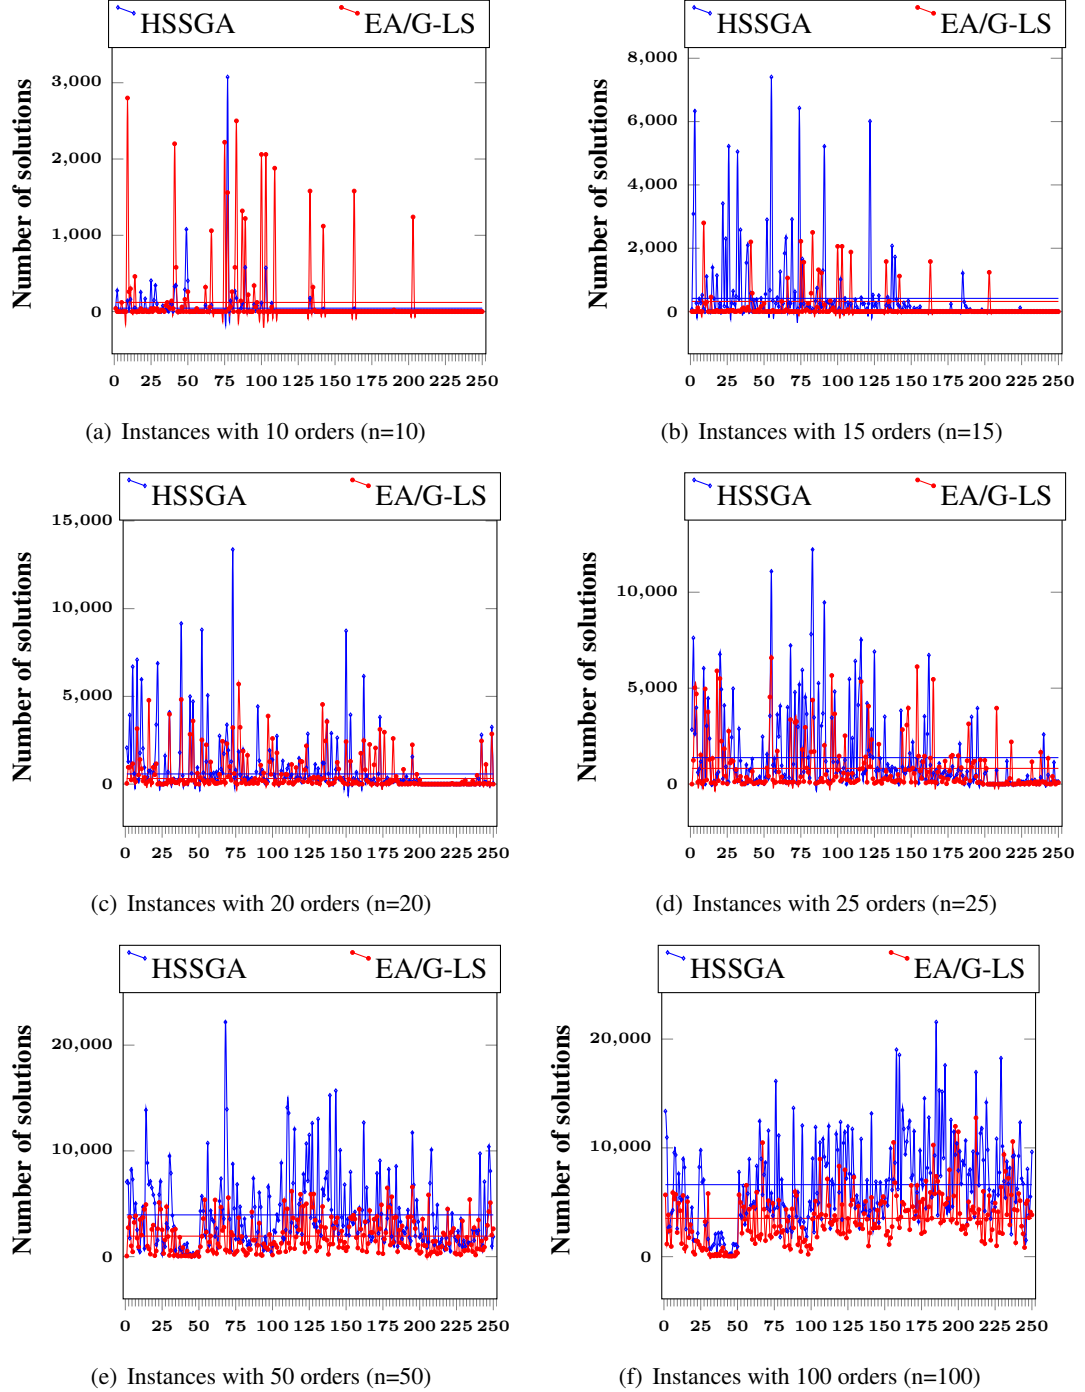 HSSGA EA/G-LS
Number of solutions
3,000
2,000
1,000
0
0 25 50 75 100 125 150 175 200 225 250
(a) Instances with 10 orders (n=10)
HSSGA EA/G-LS
Number of solutions
8,000
6,000
4,000
2,000
0
0 25 50 75 100 125 150 175 200 225 250
(b) Instances with 15 orders (n=15)
HSSGA EA/G-LS
Number of solutions
15,000
10,000
5,000
0
0 25 50 75 100 125 150 175 200 225 250
(c) Instances with 20 orders (n=20)
HSSGA EA/G-LS
Number of solutions
10,000
5,000
0
0 25 50 75 100 125 150 175 200 225 250
(d) Instances with 25 orders (n=25)
HSSGA EA/G-LS
Number of solutions
20,000
10,000
0
0 25 50 75 100 125 150 175 200 225 250
(e) Instances with 50 orders (n=50)
HSSGA EA/G-LS
Number of solutions
20,000
10,000
0
0 25 50 75 100 125 150 175 200 225 250
(f) Instances with 100 orders (n=100)